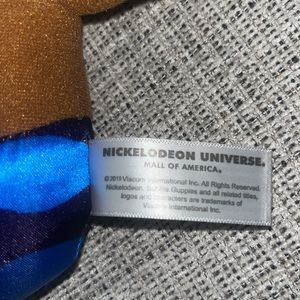 NICKELODEON UNIVERSE.
MALL OF AMERICA®
©2019 Viacom International Inc. All Rights Reserved.
Nickelodeon, Bubble Guppies and all related titles,
logos and characters are trademarks of
Viacom International Inc.